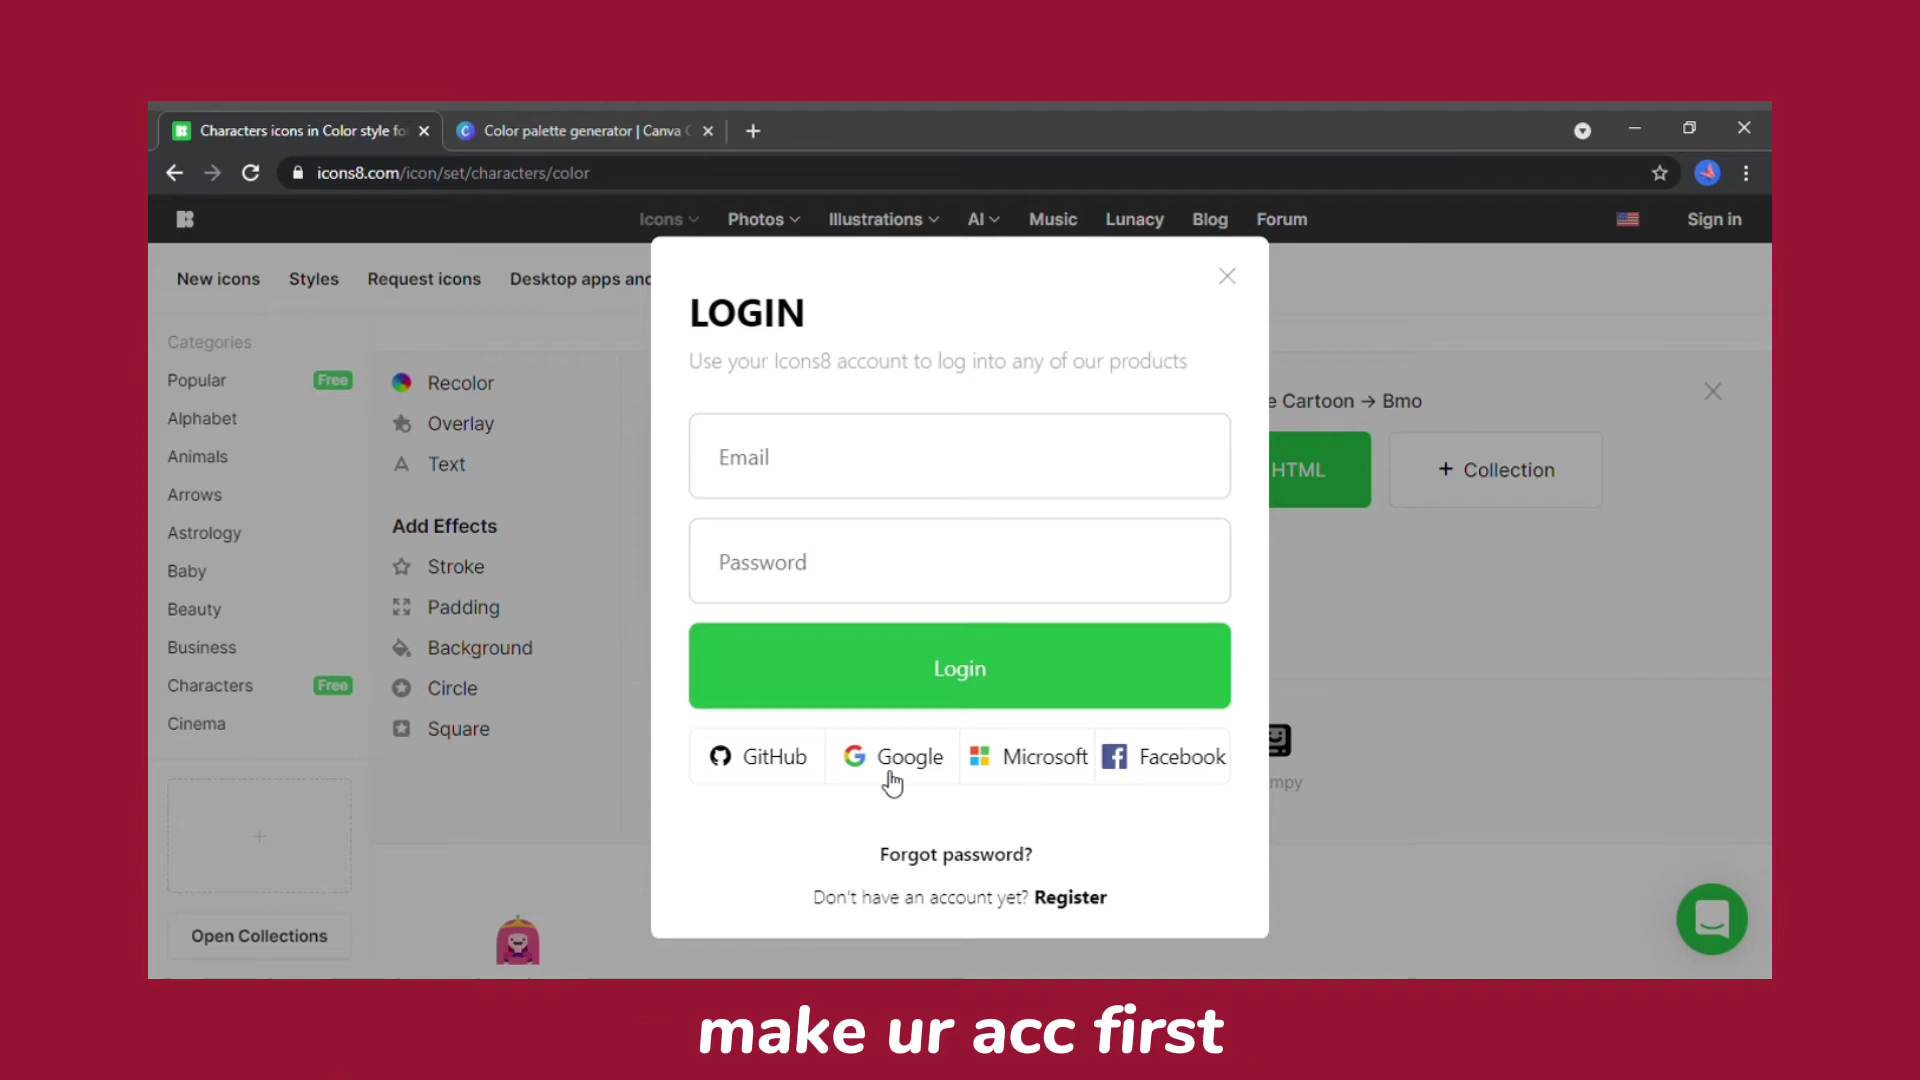 Characters icons in Color style fo
Color palette generator | Canva
icons8.com/icon/set/characters/color
Icons
Photos
Illustrations
AI
Music
Lunacy
Blog
Forum
Sign in
New icons
Styles
Request icons
Desktop apps and
Categories
Popular
Free
Alphabet
Animals
Arrows
Astrology
Baby
Beauty
Business
Characters
Free
Cinema
Open Collections
Recolor
Overlay
Text
Add Effects
Stroke
Padding
Background
Circle
Square
LOGIN
Use your Icons8 account to log into any of our products
Email
Password
Login
GitHub
Google
Microsoft
Facebook
Forgot password?
Don't have an account yet? Register
e Cartoon → Bmo
HTML
+ Collection
mpy
make ur acc first